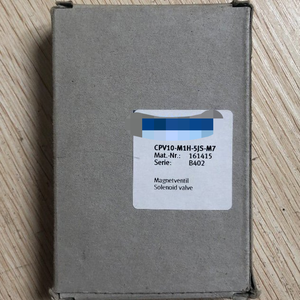 CPV10-M1H-5JS-M7
Mat.-Nr.: 161415
Serie: B402
Magnetventil
Solenoid valve